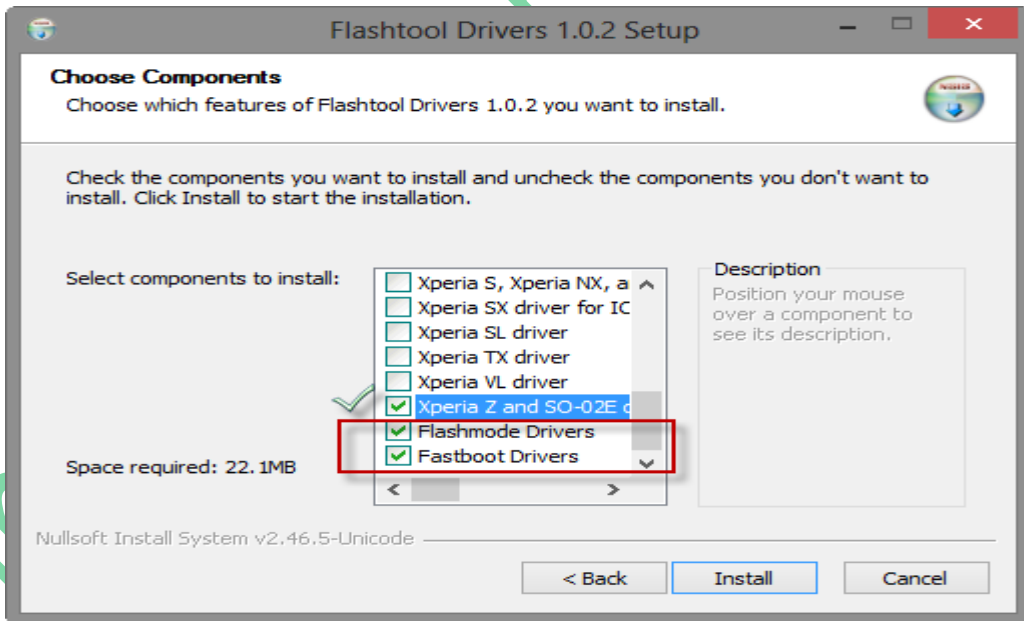 Flashtool Drivers 1.0.2 Setup
Choose Components
Choose which features of Flashtool Drivers 1.0.2 you want to install.
Check the components you want to install and uncheck the components you don't want to
install. Click Install to start the installation.
Select components to install:
Xperia S, Xperia NX, a
Xperia SX driver for IC
Xperia SL driver
Xperia TX driver
Xperia VL driver
Xperia Z and SO-02E d
Flashmode Drivers
Fastboot Drivers
Description
Position your mouse
over a component to
see its description.
Space required: 22.1MB
Nullsoft Install System v2.46.5-Unicode
< Back
Install
Cancel